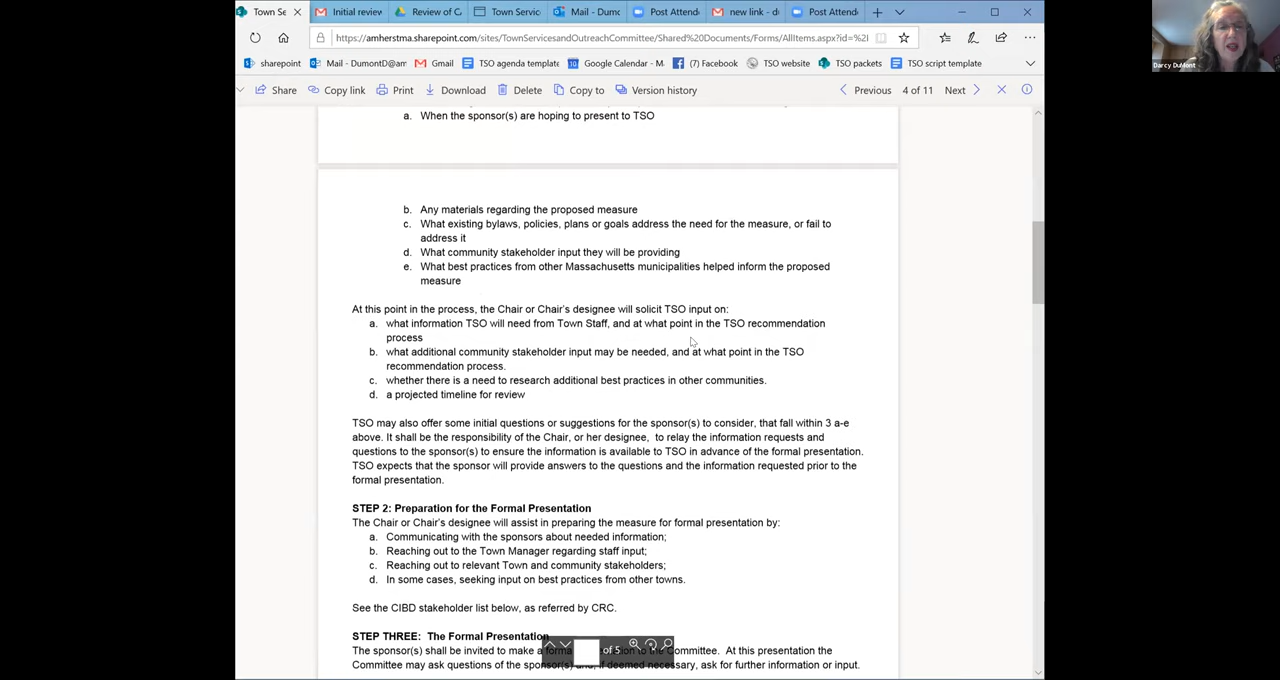 Town Se
Initial review
Review of C
Town Servic
Mail - Dumo
Post Attend
new link - d
Post Attend
https://amherstma.sharepoint.com/sites/TownServicesandOutreachCommittee/Shared%20Documents/Forms/AllItems.aspx?id=%2
sharepoint
Mail - DumontD@am
Gmail
TSO agenda template
Google Calendar - M
(7) Facebook
TSO website
TSO packets
TSO script template
Share
Copy link
Print
Download
Delete
Copy to
Version history
Previous
4 of 11
Next
Darcy DuMont
a. When the sponsor(s) are hoping to present to TSO
b. Any materials regarding the proposed measure
c. What existing bylaws, policies, plans or goals address the need for the measure, or fail to
address it
d. What community stakeholder input they will be providing
e. What best practices from other Massachusetts municipalities helped inform the proposed
measure
At this point in the process, the Chair or Chair's designee will solicit TSO input on:
a. what information TSO will need from Town Staff, and at what point in the TSO recommendation
process
b. what additional community stakeholder input may be needed, and at what point in the TSO
recommendation process.
c. whether there is a need to research additional best practices in other communities.
d. a projected timeline for review
TSO may also offer some initial questions or suggestions for the sponsor(s) to consider, that fall within 3 a-e
above. It shall be the responsibility of the Chair, or her designee, to relay the information requests and
questions to the sponsor(s) to ensure the information is available to TSO in advance of the formal presentation.
TSO expects that the sponsor will provide answers to the questions and the information requested prior to the
formal presentation.
STEP 2: Preparation for the Formal Presentation
The Chair or Chair's designee will assist in preparing the measure for formal presentation by:
a. Communicating with the sponsors about needed information;
b. Reaching out to the Town Manager regarding staff input;
c. Reaching out to relevant Town and community stakeholders;
d. In some cases, seeking input on best practices from other towns.
See the CIBD stakeholder list below, as referred by CRC.
STEP THREE: The Formal Presentation
of 5
The sponsor(s) shall be invited to make a forma to the Committee. At this presentation the
Committee may ask questions of the sponsor(s) and, if deemed necessary, ask for further information or input.